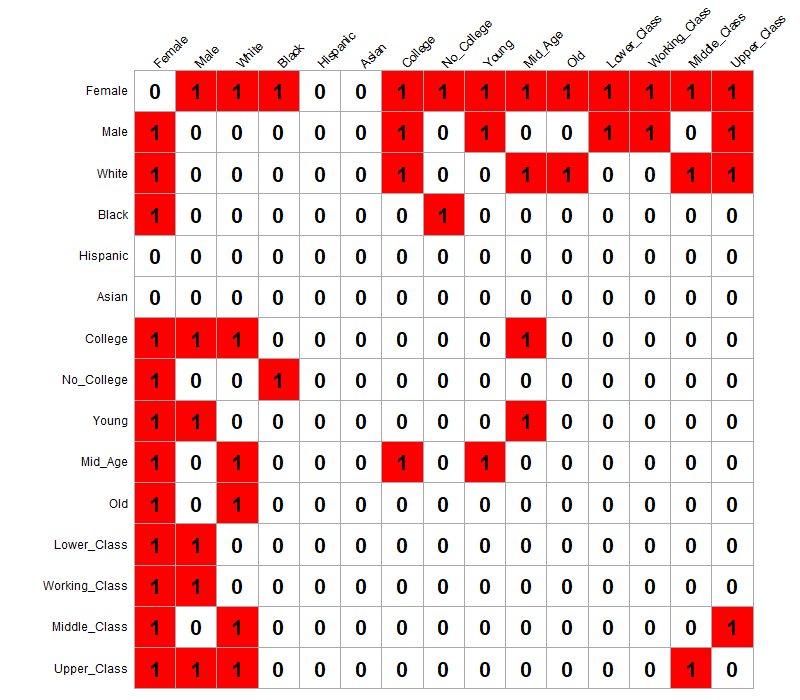 Female Male White Black Hispanic Asian College No_College Young Mid_Age Old Lower_Class Working_Class Middle_Class Upper_Class
Female 0 1 1 1 0 0 1 1 1 1 1 1 1 1 1
Male 1 0 0 0 0 0 1 0 1 0 0 1 1 0 1
White 1 0 0 0 0 0 1 0 0 1 1 0 0 1 1
Black 1 0 0 0 0 0 0 1 0 0 0 0 0 0 0
Hispanic 0 0 0 0 0 0 0 0 0 0 0 0 0 0 0
Asian 0 0 0 0 0 0 0 0 0 0 0 0 0 0 0
College 1 1 1 0 0 0 0 0 0 1 0 0 0 0 0
No_College 1 0 0 1 0 0 0 0 0 0 0 0 0 0 0
Young 1 1 0 0 0 0 0 0 0 1 0 0 0 0 0
Mid_Age 1 0 1 0 0 0 1 0 1 0 0 0 0 0 0
Old 1 0 1 0 0 0 0 0 0 0 0 0 0 0 0
Lower_Class 1 1 0 0 0 0 0 0 0 0 0 0 0 0 0
Working_Class 1 1 0 0 0 0 0 0 0 0 0 0 0 0 0
Middle_Class 1 0 1 0 0 0 0 0 0 0 0 0 0 0 1
Upper_Class 1 1 1 0 0 0 0 0 0 0 0 0 0 1 0